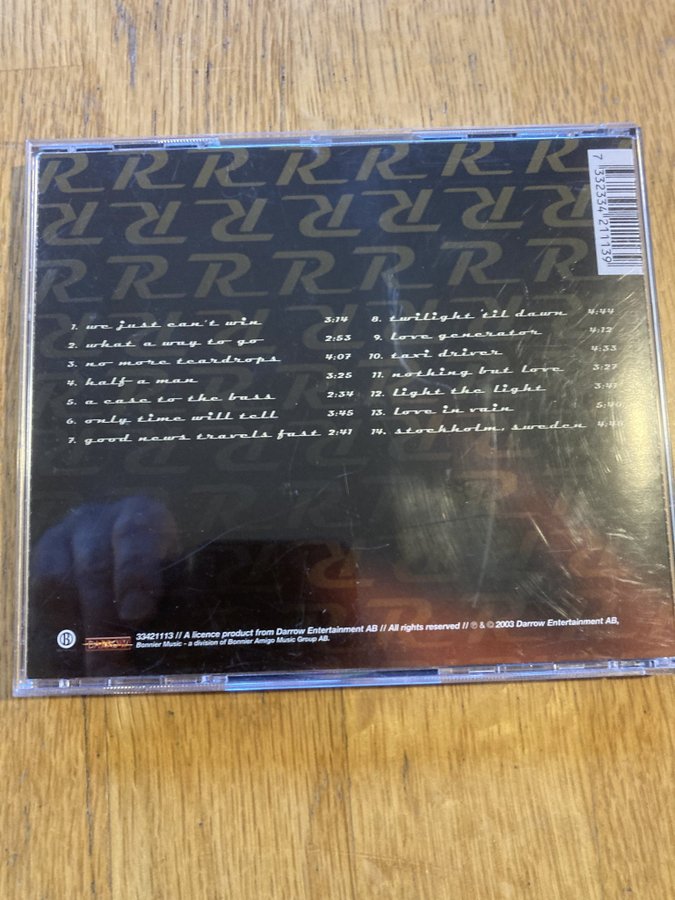 R R R R R R R R
R R R R R R R
R R R R R R R R
7 332334 211139
1. we just can't win 3:14
2. what a way to go 2:53
3. no more teardrops 4:07
4. half a man 3:25
5. a case to the bass 2:34
6. only time will tell 3:45
7. good news travels fast 2:41
8. twilight 'til dawn 4:44
9. love generator 4:12
10. taxi driver 4:33
11. nothing but love 3:27
12. light the light 3:41
13. love in vain
14. stockholm, sweden
B
33421113 // A licence product from Darrow Entertainment AB // All rights reserved // ℗ & © 2003 Darrow Entertainment AB,
Bonnier Music - a division of Bonnier Amigo Music Group AB.